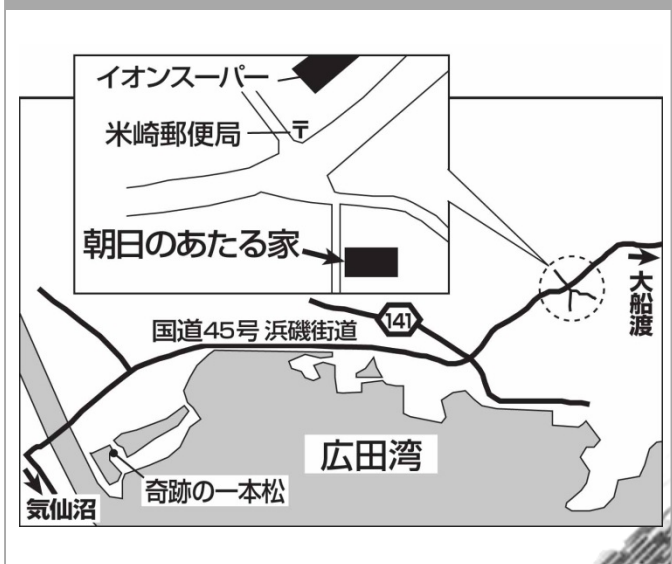 イオンスーパー
米崎郵便局
〒
朝日のあたる家
大船渡
国道45号 浜磯街道
141
広田湾
奇跡の一本松
気仙沼